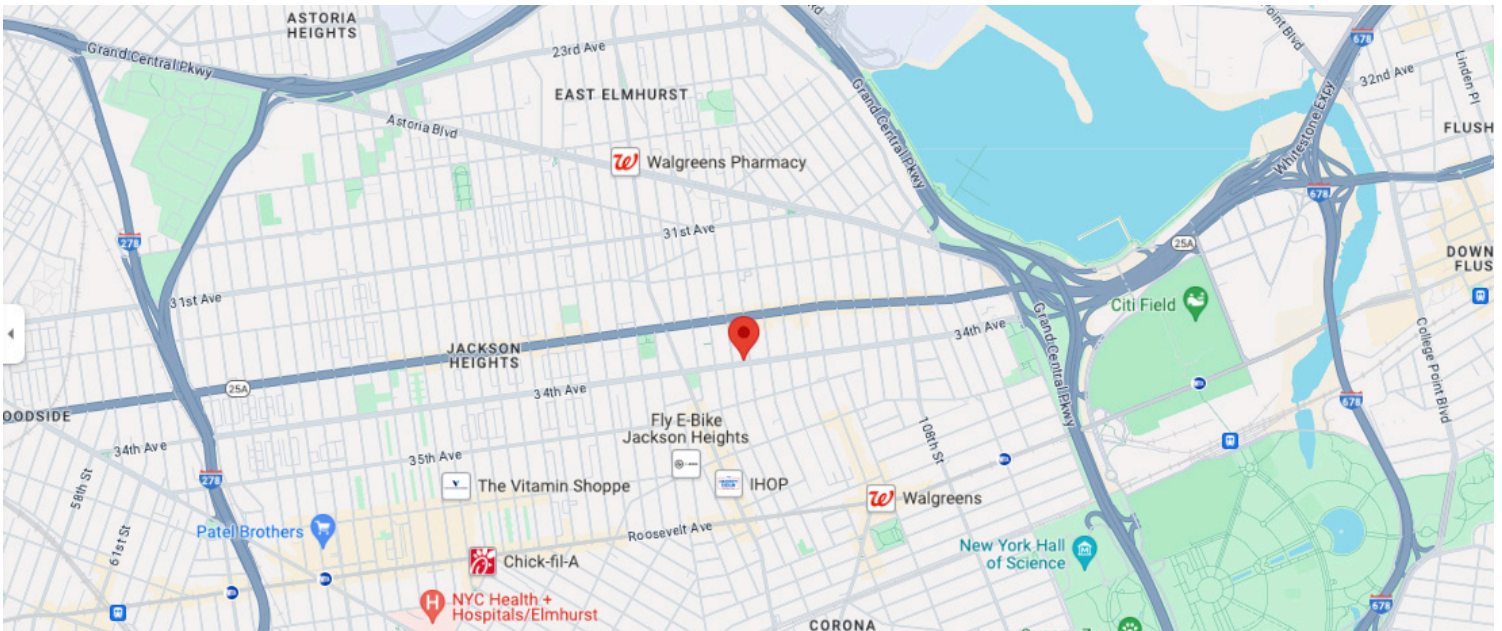 ASTORIA
HEIGHTS
Grand Central Pkwy
23rd Ave
EAST ELMHURST
Astoria Blvd
Walgreens Pharmacy
Grand Central Pkwy
Point Blvd
678
32nd Ave
Linden Pl
FLUSH
Whitestone Expy
678
278
31st Ave
25A
DOWN
FLUS
31st Ave
Citi Field
JACKSON
HEIGHTS
34th Ave
Grand Central Pkwy
25A
34th Ave
College Point Blvd
OODSIDE
34th Ave
Fly E-Bike
Jackson Heights
678
108th St
35th Ave
58th St
278
The Vitamin Shoppe
IHOP
Walgreens
Patel Brothers
61st St
Roosevelt Ave
Chick-fil-A
New York Hall
of Science
NYC Health +
Hospitals/Elmhurst
678
CORONA